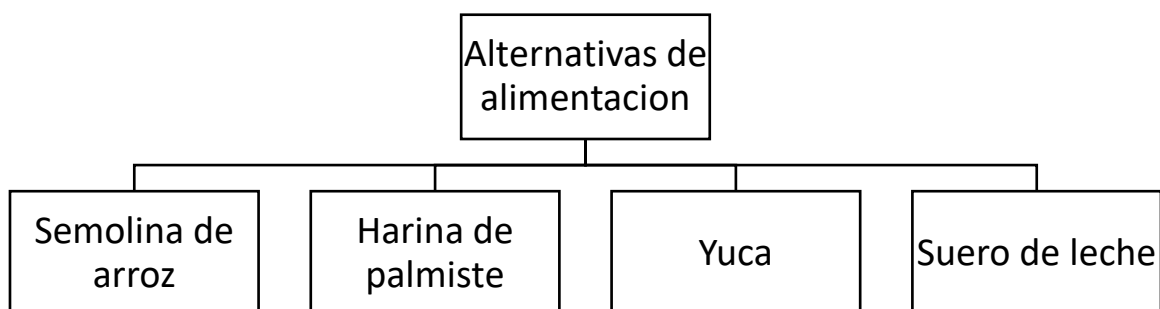 Alternativas de
alimentacion
Semolina de
arroz
Harina de
palmiste
Yuca
Suero de leche